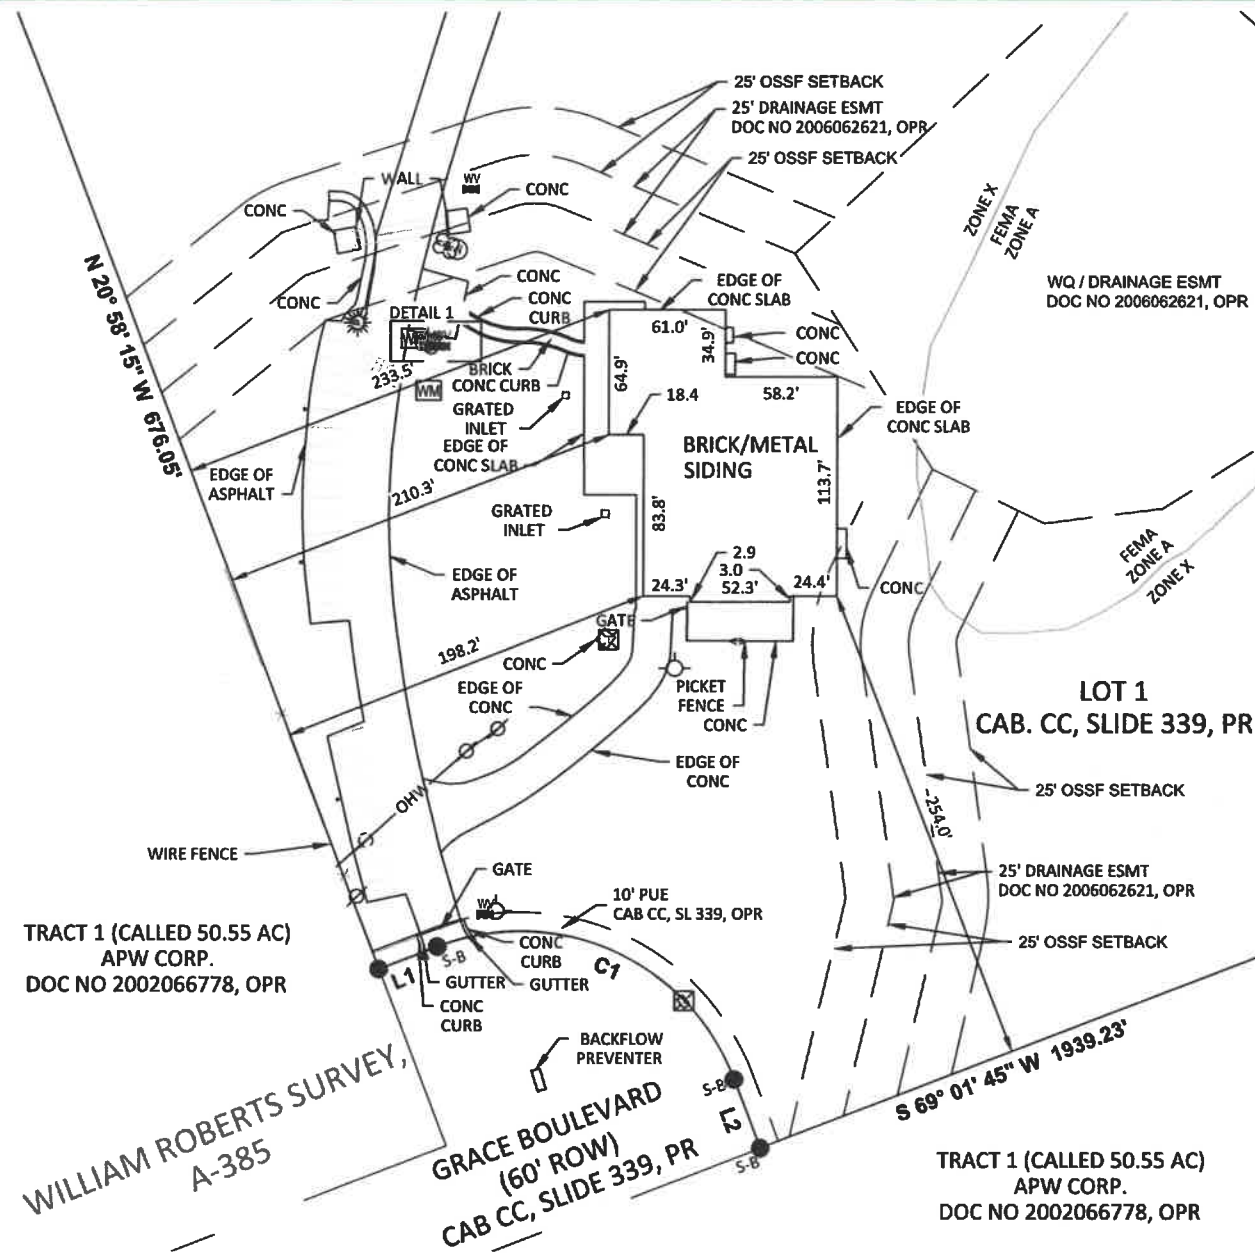 25' OSSF SETBACK
25' DRAINAGE ESMT
DOC NO 2006062621, OPR
25' OSSF SETBACK
WALL
WV
CONC
CONC
ZONE X
FEMA
ZONE A
WQ / DRAINAGE ESMT
DOC NO 2006062621, OPR
N 20° 58' 15" W 676.05'
CONC
CONC
CONC
CURB
DETAIL 1
EDGE OF
CONC SLAB
61.0'
34.9'
CONC
CONC
233.5'
WM
BRICK
CONC CURB
64.9'
18.4
58.2'
GRATED
INLET
EDGE OF
CONC SLAB
EDGE OF
CONC SLAB
BRICK/METAL
SIDING
EDGE OF
ASPHALT
210.3'
GRATED
INLET
83.8'
113.7'
EDGE OF
ASPHALT
2.9
3.0
24.3'
52.3'
24.4'
CONC
FEMA
ZONE A
ZONE X
GATE
198.2'
CONC
EDGE OF
CONC
PICKET
FENCE
CONC
LOT 1
CAB. CC, SLIDE 339, PR
EDGE OF
CONC
OHW
25' OSSF SETBACK
254.0'
WIRE FENCE
GATE
WV
10' PUE
CAB CC, SL 339, OPR
25' DRAINAGE ESMT
DOC NO 2006062621, OPR
TRACT 1 (CALLED 50.55 AC)
APW CORP.
DOC NO 2002066778, OPR
L1
S-B
CONC
CURB
C1
25' OSSF SETBACK
GUTTER
GUTTER
CONC
CURB
BACKFLOW
PREVENTER
S-B
L2
S-B
S 69° 01' 45" W 1939.23'
WILLIAM ROBERTS SURVEY,
A-385
GRACE BOULEVARD
(60' ROW)
CAB CC, SLIDE 339, PR
TRACT 1 (CALLED 50.55 AC)
APW CORP.
DOC NO 2002066778, OPR